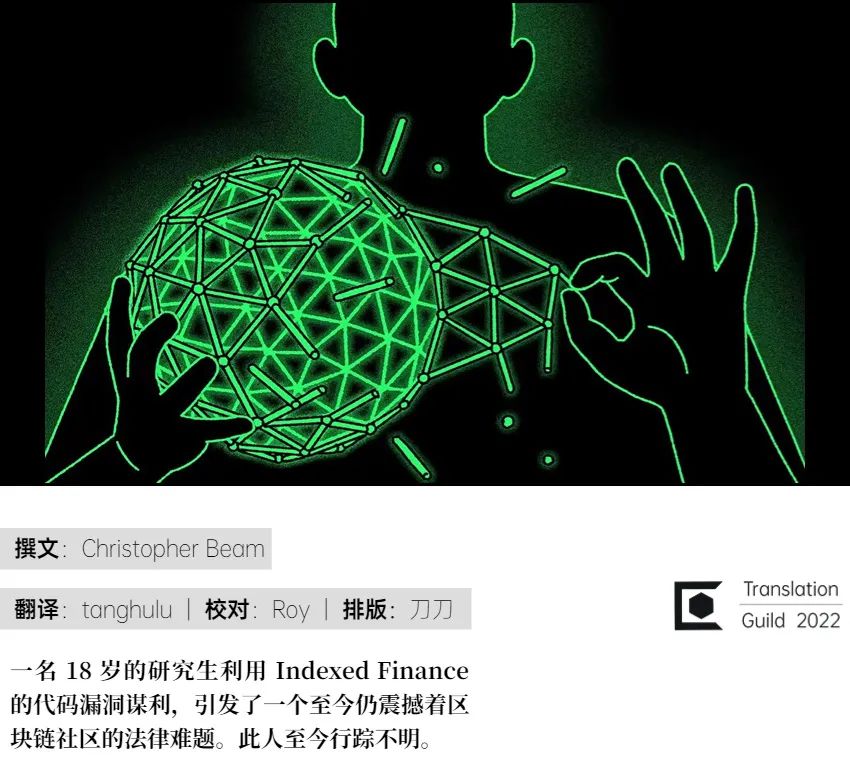 撰文：Christopher Beam
翻译：tanghulu｜校对：Roy｜排版：刀刀
Translation
Guild 2022
一名 18 岁的研究生利用 Indexed Finance
的代码漏洞谋利，引发了一个至今仍震撼着区
块链社区的法律难题。此人至今行踪不明。